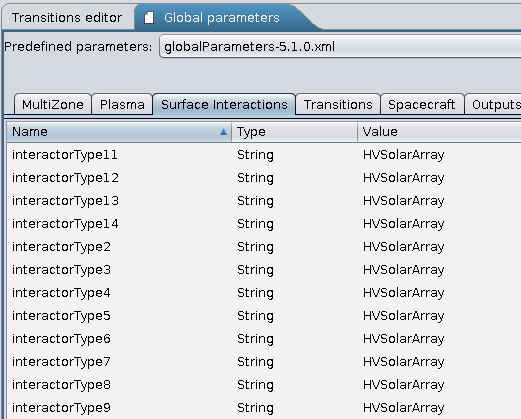 Transitions editor Global parameters
Predefined parameters: globalParameters-5.1.0.xml
MultiZone Plasma Surface Interactions Transitions Spacecraft Outputs
Name Type Value
interactorType11 String HVSolarArray
interactorType12 String HVSolarArray
interactorType13 String HVSolarArray
interactorType14 String HVSolarArray
interactorType2 String HVSolarArray
interactorType3 String HVSolarArray
interactorType4 String HVSolarArray
interactorType5 String HVSolarArray
interactorType6 String HVSolarArray
interactorType7 String HVSolarArray
interactorType8 String HVSolarArray
interactorType9 String HVSolarArray